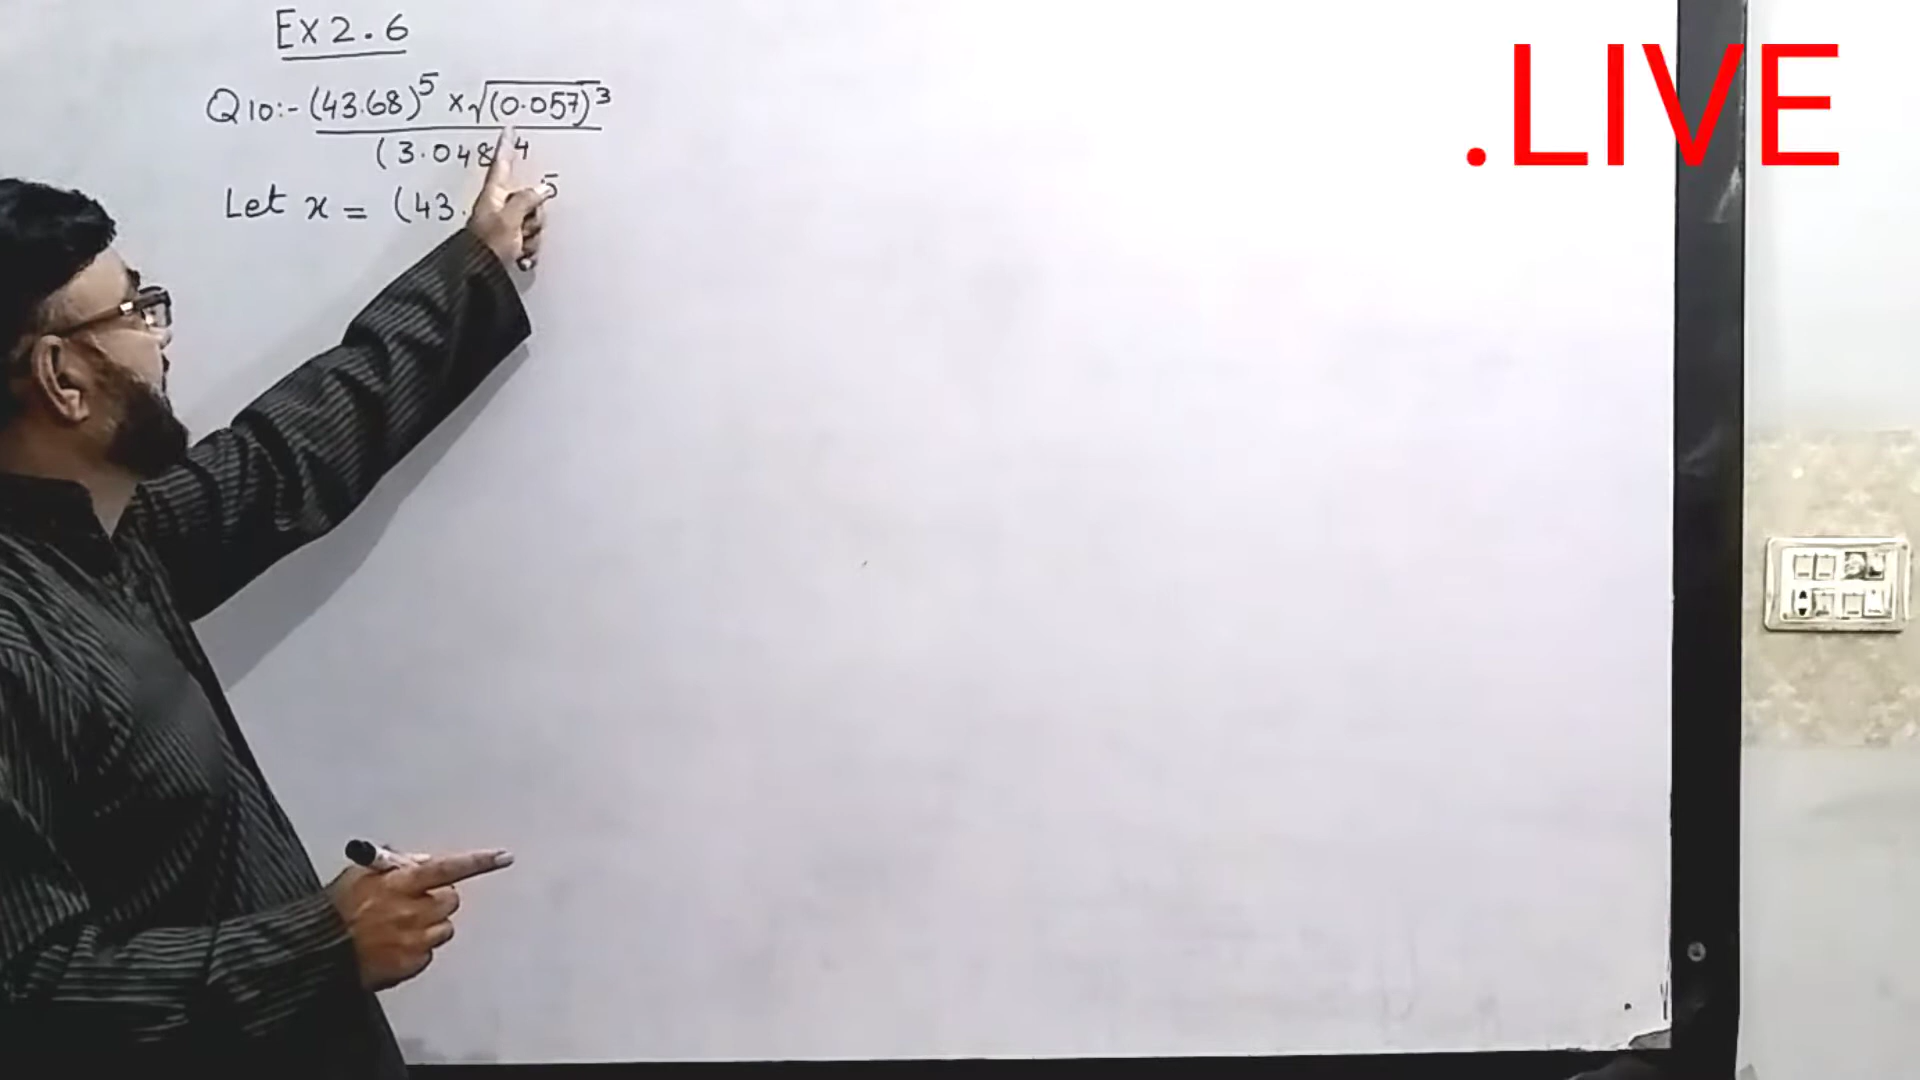 Ex 2.6
.LIVE
Q10:- (43.68)^5 × √(0.057)^3
(3.048 4
Let x = (43. 5